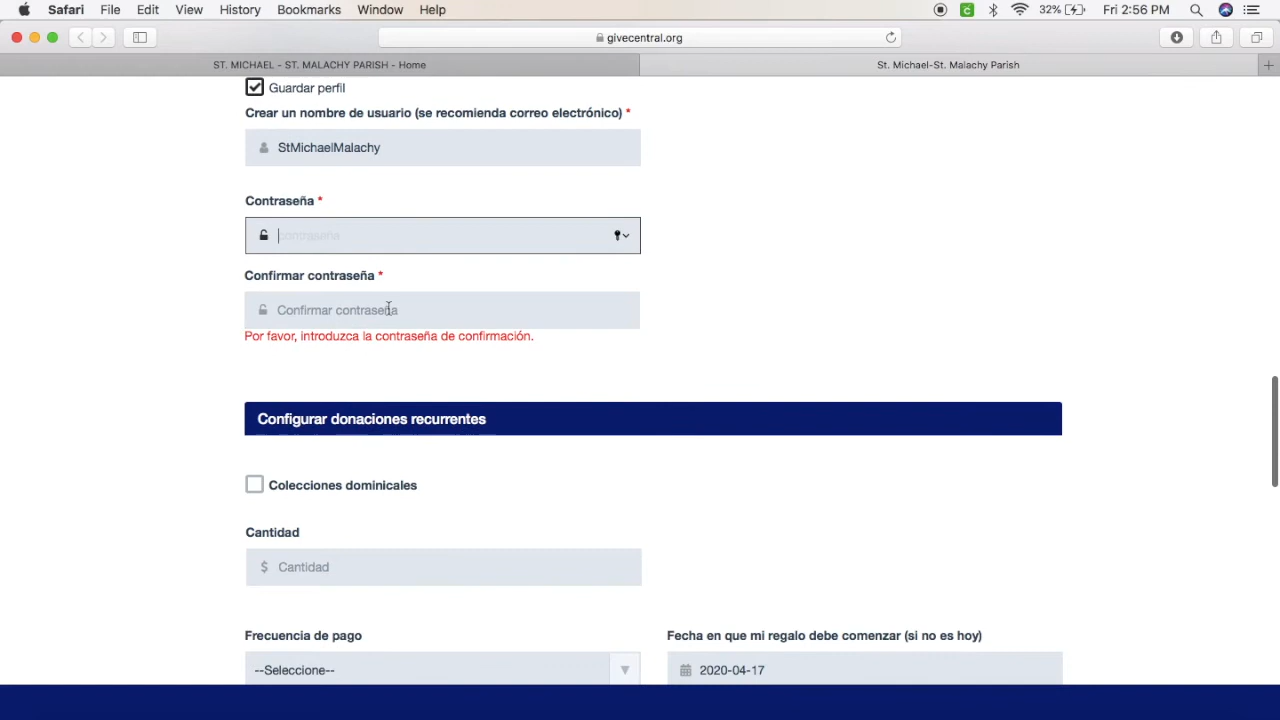 Safari File Edit View History Bookmarks Window Help 32% Fri 2:56 PM
givecentral.org
ST. MICHAEL - ST. MALACHY PARISH - Home St. Michael-St. Malachy Parish
Guardar perfil
Crear un nombre de usuario (se recomienda correo electrónico) *
StMichaelMalachy
Contraseña *
contraseña
Confirmar contraseña *
Confirmar contraseña
Por favor, introduzca la contraseña de confirmación.
Configurar donaciones recurrentes
Colecciones dominicales
Cantidad
$ Cantidad
Frecuencia de pago Fecha en que mi regalo debe comenzar (si no es hoy)
--Seleccione-- 2020-04-17